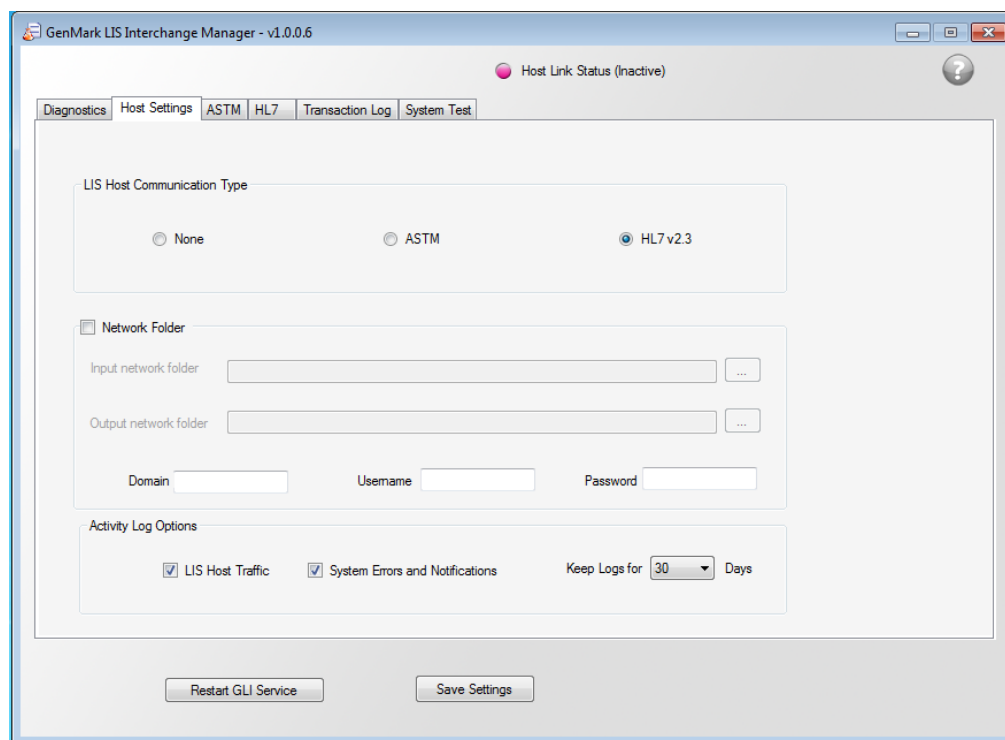 GenMark LIS Interchange Manager - v1.0.0.6
Host Link Status (Inactive)
?
Diagnostics Host Settings ASTM HL7 Transaction Log System Test
LIS Host Communication Type
None ASTM HL7 v2.3
Network Folder
Input network folder ...
Output network folder ...
Domain Username Password
Activity Log Options
LIS Host Traffic System Errors and Notifications Keep Logs for 30 Days
Restart GLI Service Save Settings